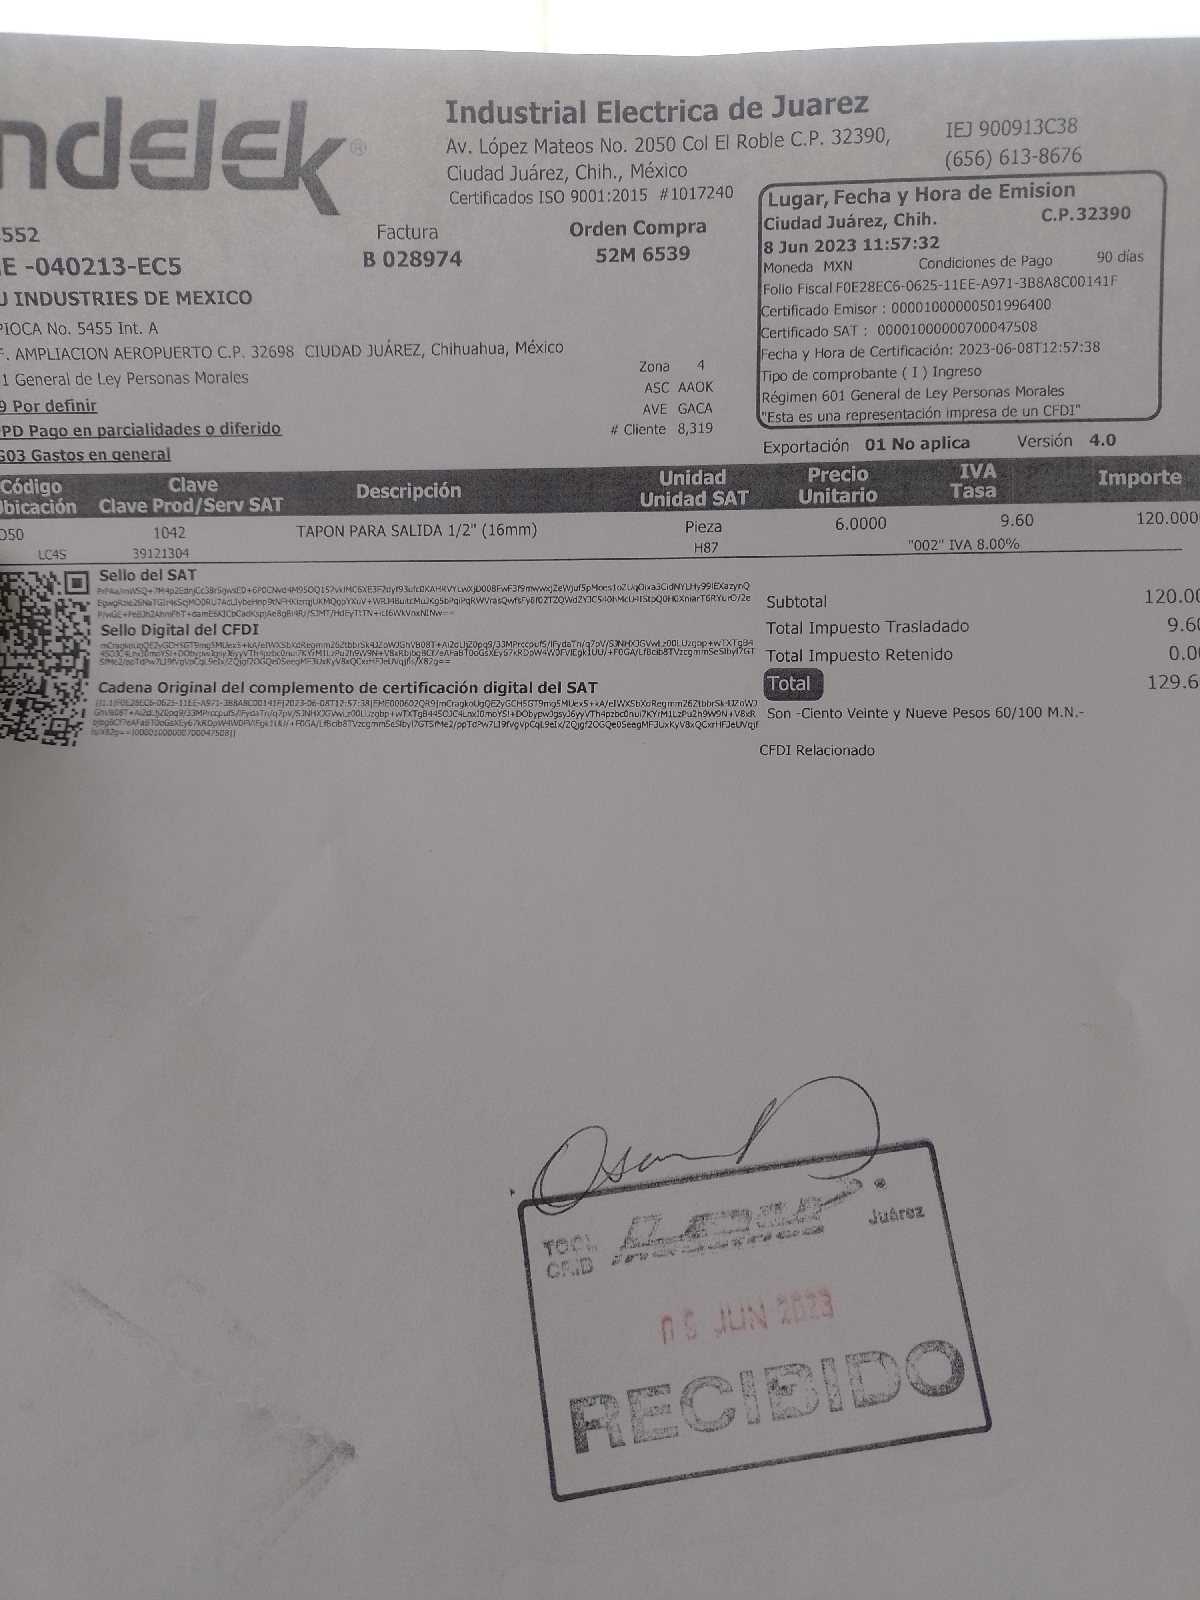 ndelek®
Industrial Electrica de Juarez
Av. López Mateos No. 2050 Col El Roble C.P. 32390,
Ciudad Juárez, Chih., México
Certificados ISO 9001:2015 #1017240
IEJ 900913C38
(656) 613-8676
Lugar, Fecha y Hora de Emision
Ciudad Juárez, Chih. C.P.32390
8 Jun 2023 11:57:32
Moneda MXN Condiciones de Pago 90 días
Folio Fiscal F0E28EC6-0625-11EE-A971-3B8A8C00141F
Certificado Emisor : 00001000000501996400
Certificado SAT : 00001000000700047508
Fecha y Hora de Certificación: 2023-06-08T12:57:38
Tipo de comprobante ( I ) Ingreso
Régimen 601 General de Ley Personas Morales
"Esta es una representación impresa de un CFDI"
Exportación 01 No aplica Versión 4.0
552
Factura
B 028974
Orden Compra
52M 6539
E -040213-EC5
J INDUSTRIES DE MEXICO
PIOCA No. 5455 Int. A
F. AMPLIACION AEROPUERTO C.P. 32698 CIUDAD JUÁREZ, Chihuahua, México
1 General de Ley Personas Morales
9 Por definir
PD Pago en parcialidades o diferido
G03 Gastos en general
Zona 4
ASC AAOK
AVE GACA
# Cliente 8,319
Código Clave Descripción Unidad Precio IVA Importe
bicación Clave Prod/Serv SAT Unidad SAT Unitario Tasa
050 1042 TAPON PARA SALIDA 1/2" (16mm) Pieza 6.0000 9.60 120.000
LC4S 39121304 H87 "002" IVA 8.00%
Sello del SAT
Sello Digital del CFDI
Cadena Original del complemento de certificación digital del SAT
Subtotal 120.00
Total Impuesto Trasladado 9.60
Total Impuesto Retenido 0.00
Total 129.6
Son -Ciento Veinte y Nueve Pesos 60/100 M.N.-
CFDI Relacionado
TOOL
CRIB
Juárez
JUN 2023
RECIBIDO